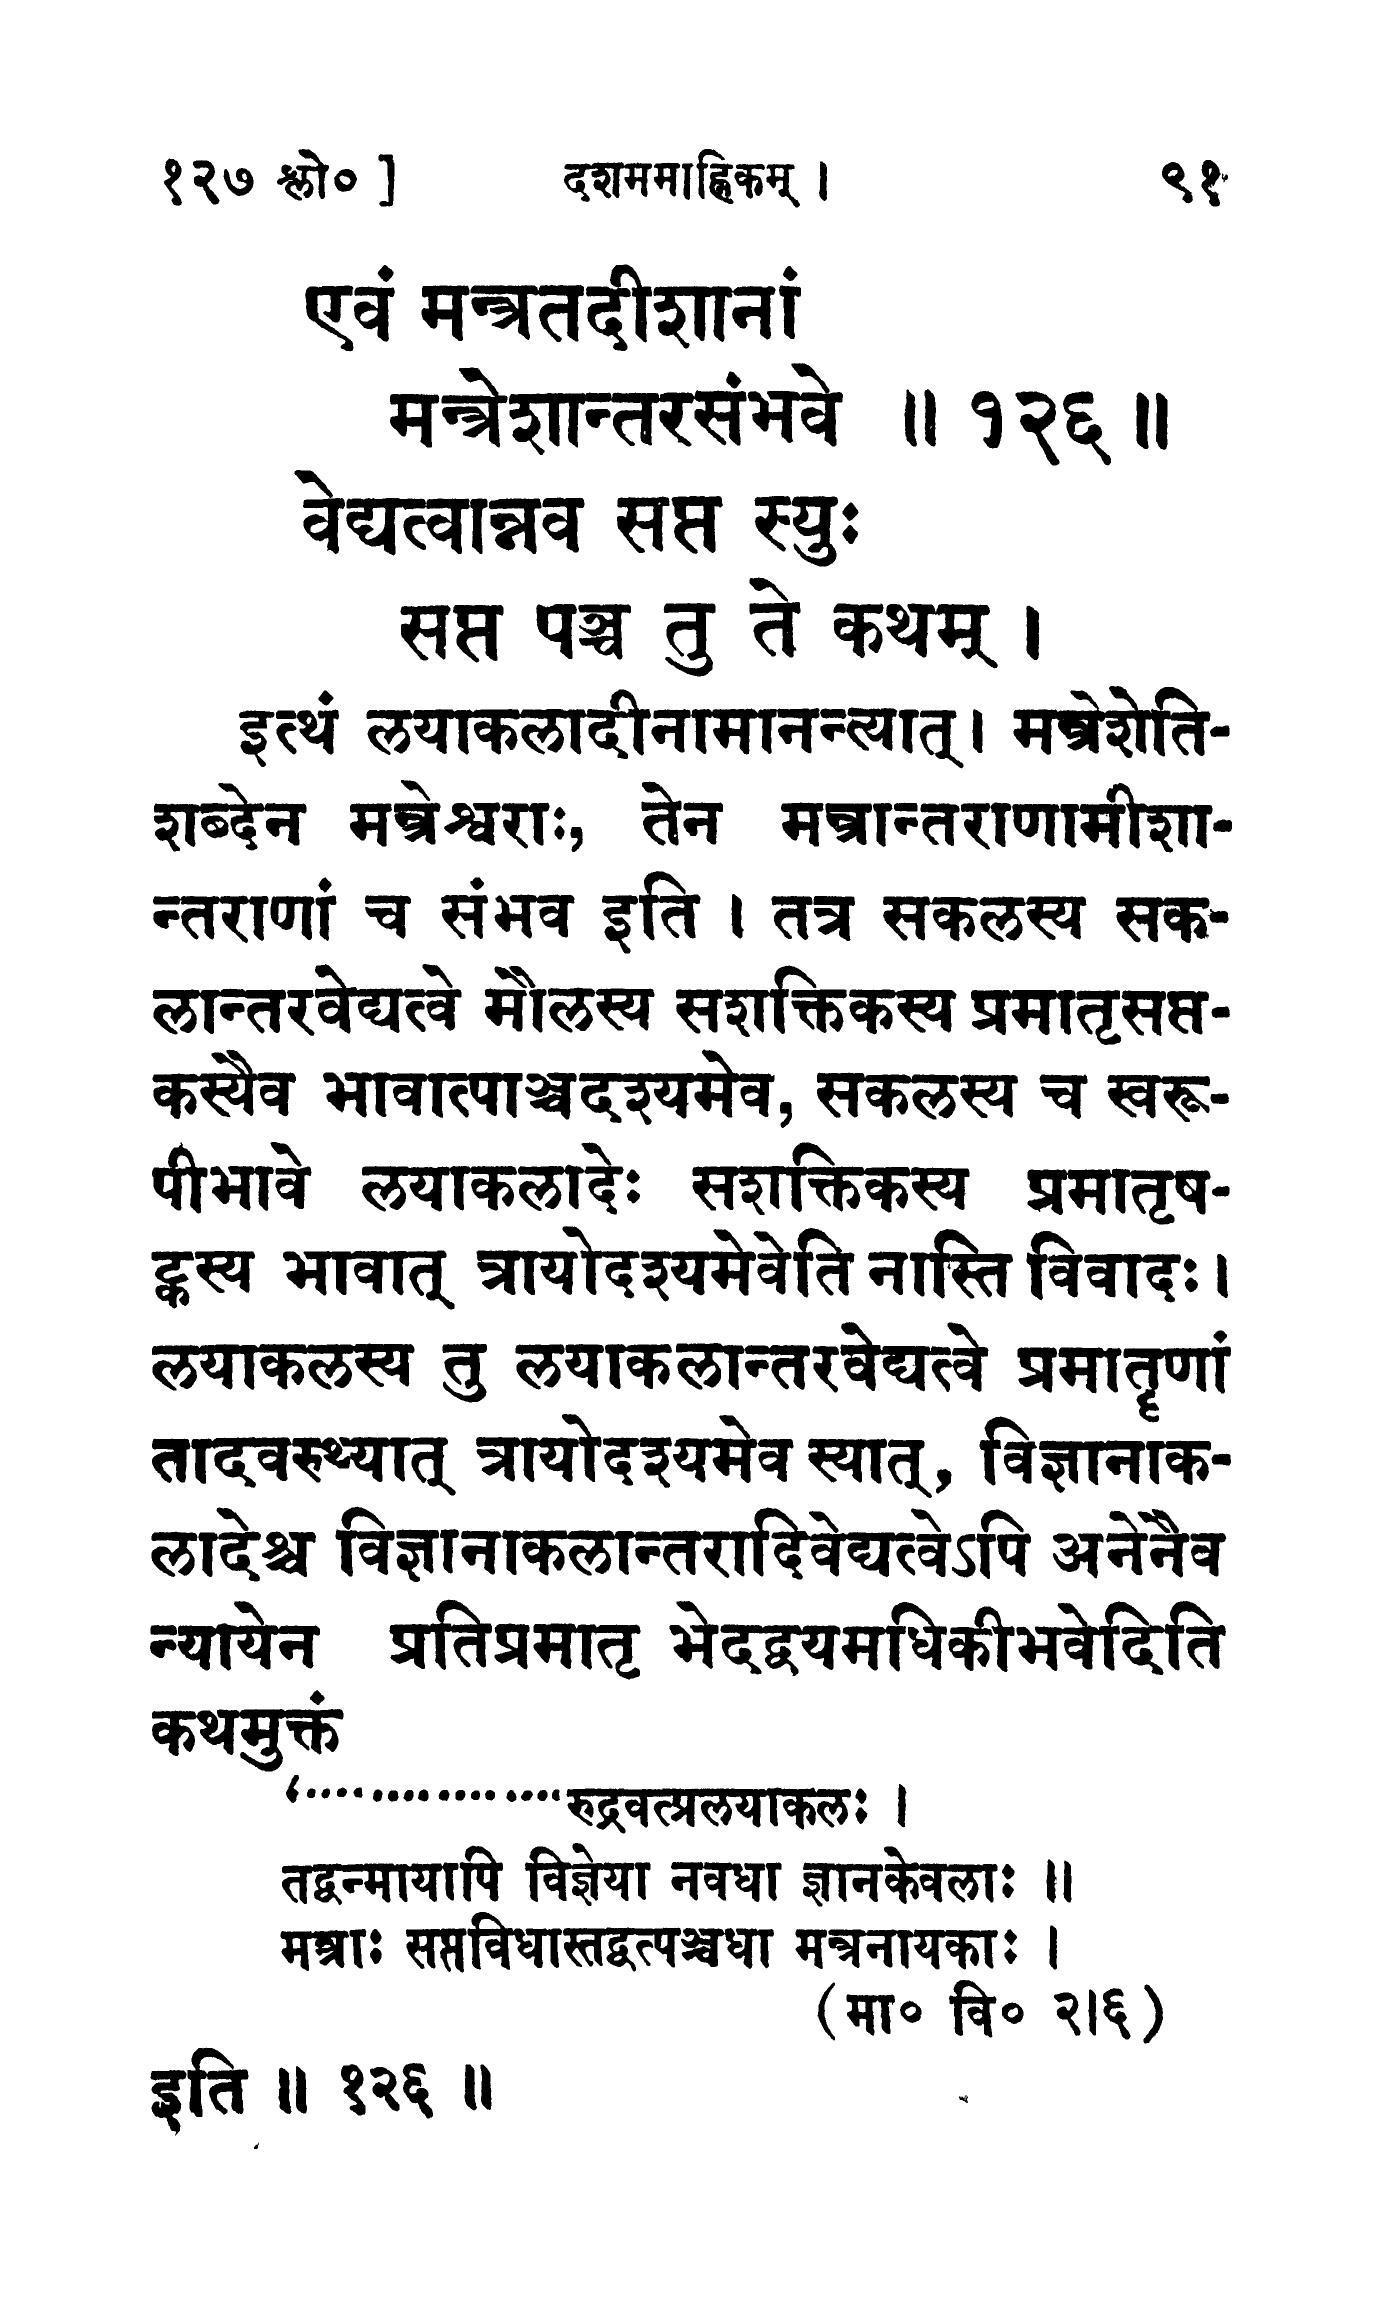 १२७ श्लो० ] दशममाह्निकम् । ९१
एवं मन्त्रतदीशानां
मन्त्रेशान्तरसंभवे ॥ १२६ ॥
वेद्यत्वान्नव सप्त स्युः
सप्त पञ्च तु ते कथम् ।
इत्थं लयाकलादीनामानन्त्यात् । मन्त्रेशेति-
शब्देन मन्त्रेश्वराः, तेन मन्त्रान्तराणामीशा-
न्तराणां च संभव इति । तत्र सकलस्य सक-
लान्तरवेद्यत्वे मौलस्य सशक्तिकस्य प्रमातृसप्त-
कस्यैव भावात्पाञ्चदश्यमेव, सकलस्य च स्वरू-
पीभावे लयाकलादेः सशक्तिकस्य प्रमातृष-
ट्कस्य भावात् त्रायोदश्यमेवेति नास्ति विवादः ।
लयाकलस्य तु लयाकलान्तरवेद्यत्वे प्रमातॄणां
तादवस्थ्यात् त्रायोदश्यमेव स्यात्, विज्ञानाक-
लादेश्च विज्ञानाकलान्तरादिवेद्यत्वेऽपि अनेनैव
न्यायेन प्रतिप्रमातृ भेदद्वयमधिकीभवेदिति
कथमुक्तं
‘....................रुद्रवत्प्रलयाकलः ।
तद्वन्मायापि विज्ञेया नवधा ज्ञानकेवलाः ॥
मन्त्राः सप्तविधास्तद्वत्पञ्चधा मन्त्रनायकाः ।
(मा० वि० २।६)
इति ॥ १२६ ॥